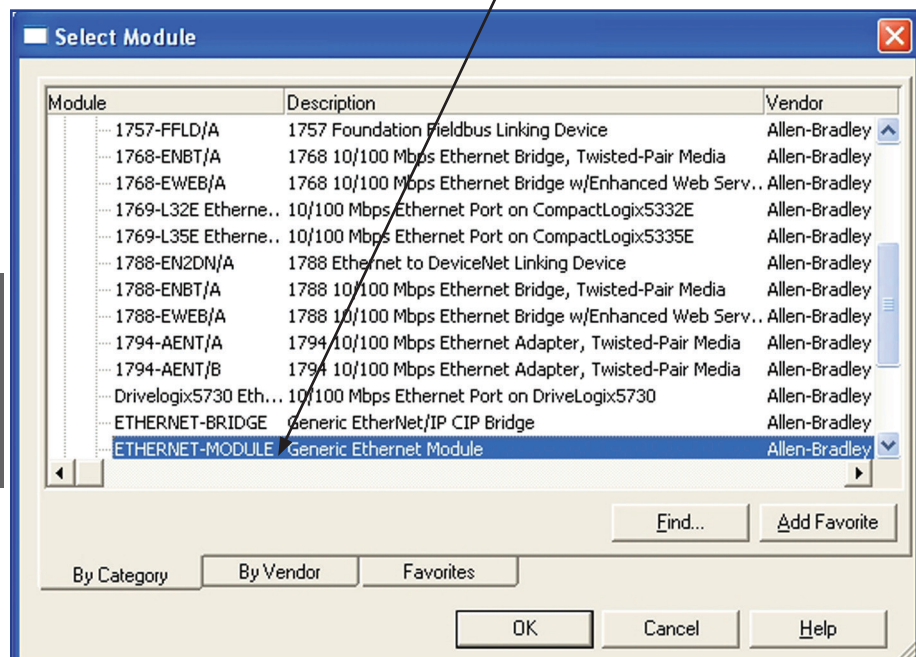 Select Module
Module Description Vendor
1757-FFLD/A 1757 Foundation Fieldbus Linking Device Allen-Bradley
1768-ENBT/A 1768 10/100 Mbps Ethernet Bridge, Twisted-Pair Media Allen-Bradley
1768-EWEB/A 1768 10/100 Mbps Ethernet Bridge w/Enhanced Web Serv.. Allen-Bradley
1769-L32E Etherne.. 10/100 Mbps Ethernet Port on CompactLogix5332E Allen-Bradley
1769-L35E Etherne.. 10/100 Mbps Ethernet Port on CompactLogix5335E Allen-Bradley
1788-EN2DN/A 1788 Ethernet to DeviceNet Linking Device Allen-Bradley
1788-ENBT/A 1788 10/100 Mbps Ethernet Bridge, Twisted-Pair Media Allen-Bradley
1788-EWEB/A 1788 10/100 Mbps Ethernet Bridge w/Enhanced Web Serv.. Allen-Bradley
1794-AENT/A 1794 10/100 Mbps Ethernet Adapter, Twisted-Pair Media Allen-Bradley
1794-AENT/B 1794 10/100 Mbps Ethernet Adapter, Twisted-Pair Media Allen-Bradley
Drivelogix5730 Eth... 10/100 Mbps Ethernet Port on DriveLogix5730 Allen-Bradley
ETHERNET-BRIDGE Generic EtherNet/IP CIP Bridge Allen-Bradley
ETHERNET-MODULE Generic Ethernet Module Allen-Bradley
Find... Add Favorite
By Category By Vendor Favorites
OK Cancel Help